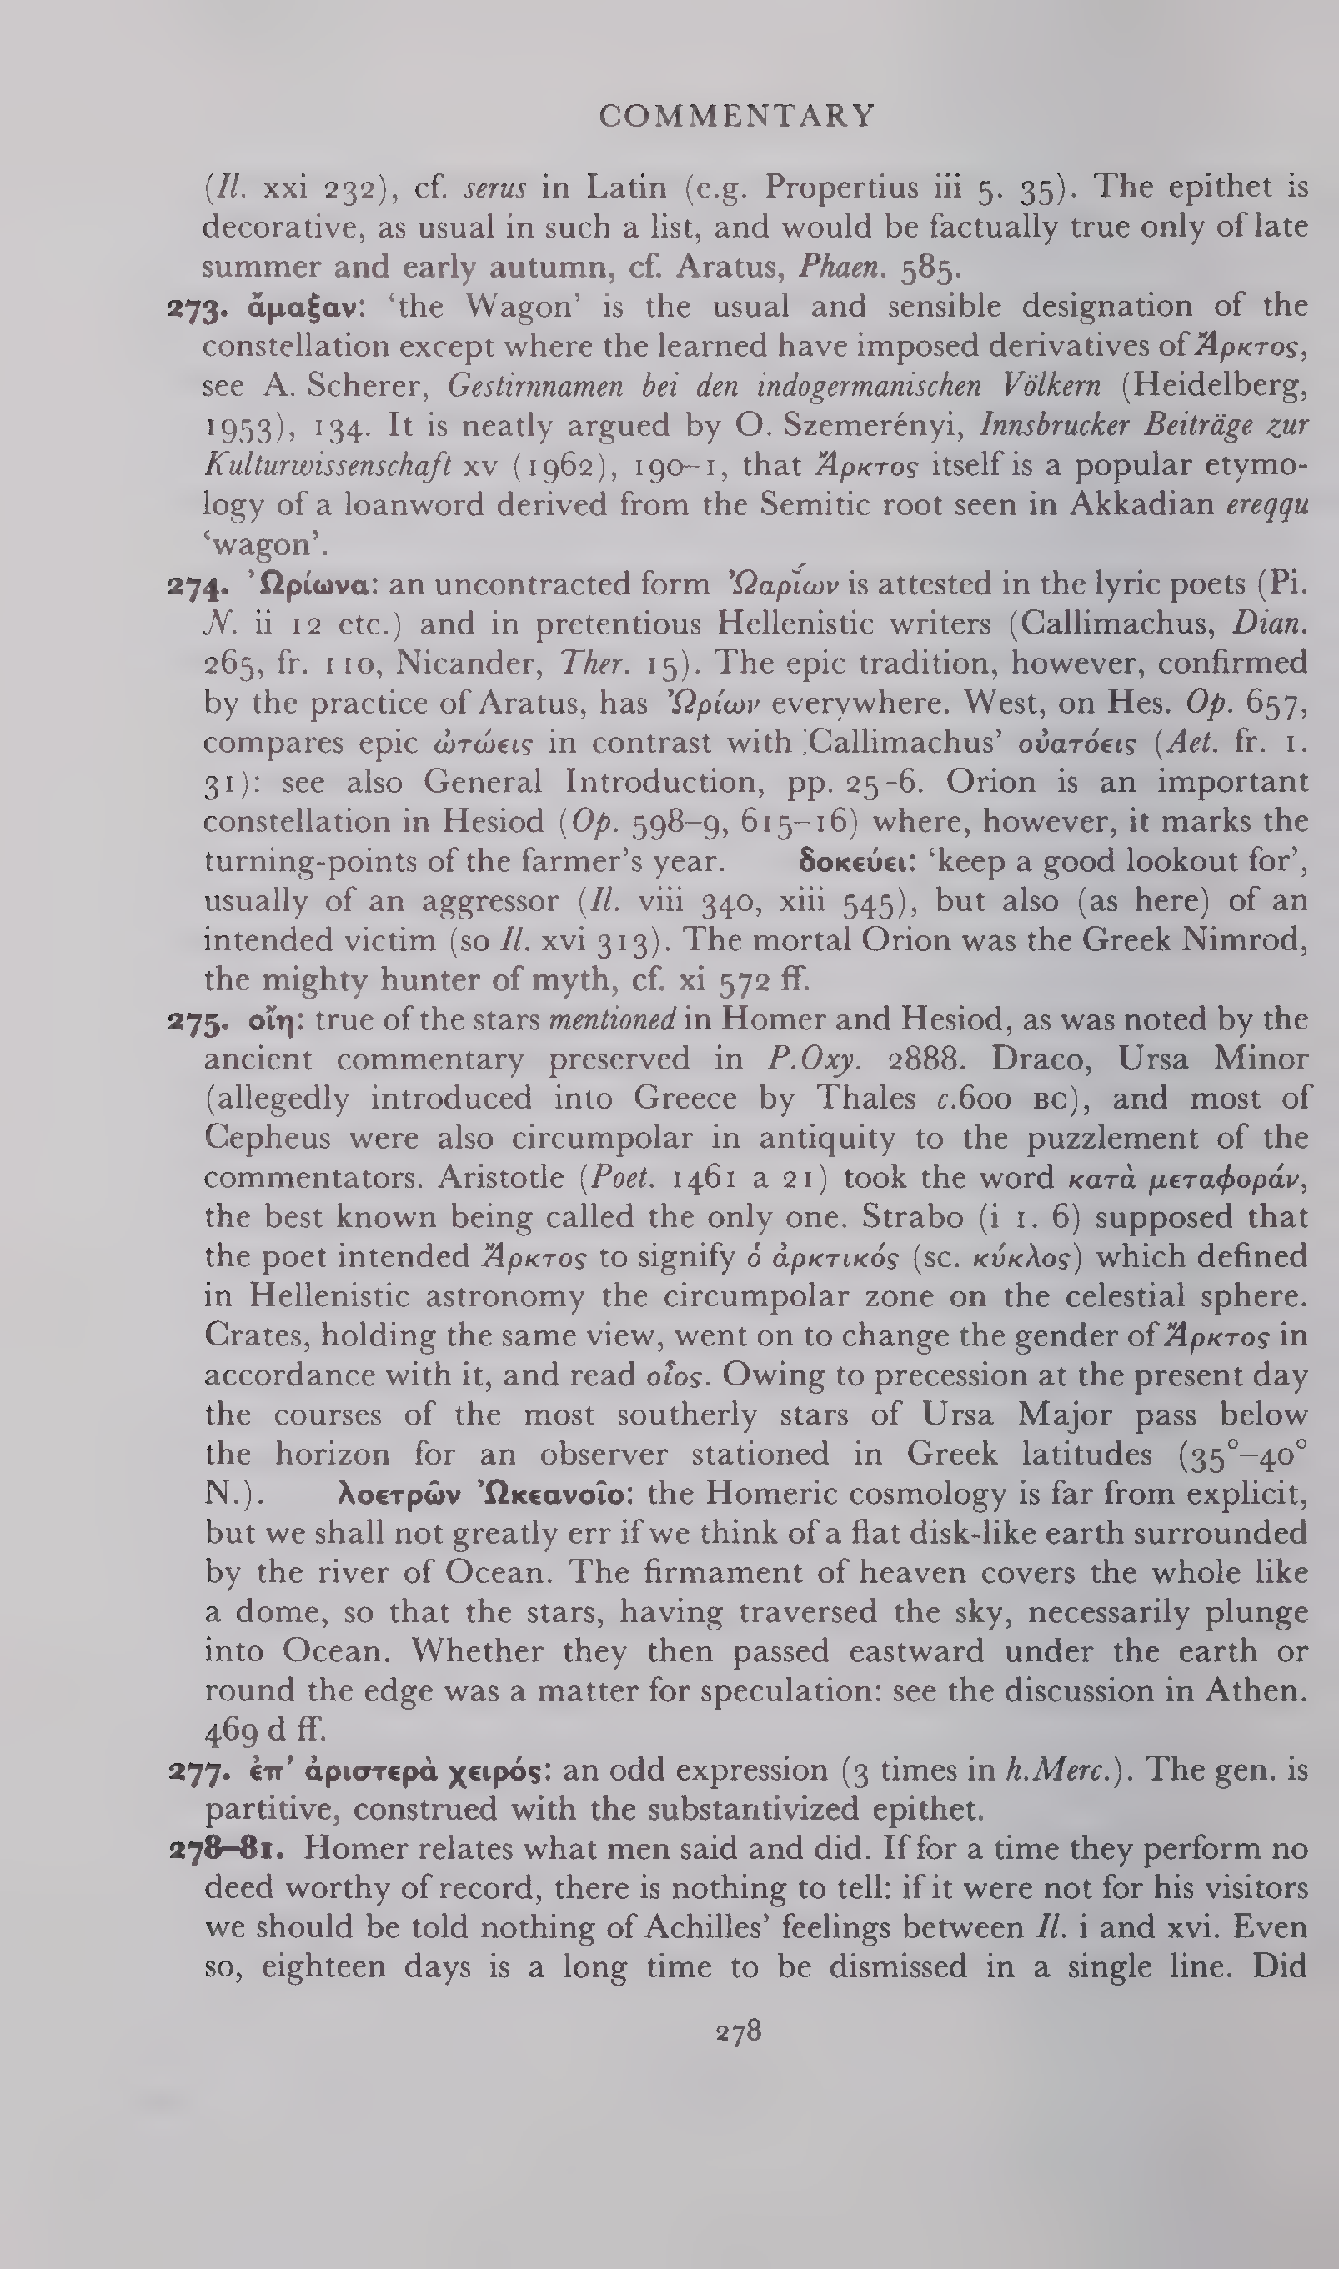 COMMENTARY
(Il. xxi 232), cf. serus in Latin (e.g. Propertius iii 5. 35). The epithet is
decorative, as usual in such a list, and would be factually true only of late
summer and early autumn, cf. Aratus, Phaen. 585.
273. ἅμαξαν: ‘the Wagon’ is the usual and sensible designation of the
constellation except where the learned have imposed derivatives of Ἄρκτος,
see A. Scherer, Gestirnnamen bei den indogermanischen Völkern (Heidelberg,
1953), 134. It is neatly argued by O. Szemerényi, Innsbrucker Beiträge zur
Kulturwissenschaft xv (1962), 190–1, that Ἄρκτος itself is a popular etymo-
logy of a loanword derived from the Semitic root seen in Akkadian ereqqu
‘wagon’.
274. Ὠρίωνα: an uncontracted form Ὠαρῑ́ων is attested in the lyric poets (Pi.
N. ii 12 etc.) and in pretentious Hellenistic writers (Callimachus, Dian.
265, fr. 110, Nicander, Ther. 15). The epic tradition, however, confirmed
by the practice of Aratus, has Ὠρίων everywhere. West, on Hes. Op. 657,
compares epic ὠτώεις in contrast with Callimachus’ οὐατόεις (Aet. fr. 1.
31): see also General Introduction, pp. 25-6. Orion is an important
constellation in Hesiod (Op. 598–9, 615–16) where, however, it marks the
turning-points of the farmer’s year. δοκεύει: ‘keep a good lookout for’,
usually of an aggressor (Il. viii 340, xiii 545), but also (as here) of an
intended victim (so Il. xvi 313). The mortal Orion was the Greek Nimrod,
the mighty hunter of myth, cf. xi 572 ff.
275. οἴη: true of the stars mentioned in Homer and Hesiod, as was noted by the
ancient commentary preserved in P.Oxy. 2888. Draco, Ursa Minor
(allegedly introduced into Greece by Thales c.600 BC), and most of
Cepheus were also circumpolar in antiquity to the puzzlement of the
commentators. Aristotle (Poet. 1461 a 21) took the word κατὰ μεταφοράν,
the best known being called the only one. Strabo (i 1. 6) supposed that
the poet intended Ἄρκτος to signify ὁ ἀρκτικός (sc. κύκλος) which defined
in Hellenistic astronomy the circumpolar zone on the celestial sphere.
Crates, holding the same view, went on to change the gender of Ἄρκτος in
accordance with it, and read οἶος. Owing to precession at the present day
the courses of the most southerly stars of Ursa Major pass below
the horizon for an observer stationed in Greek latitudes (35°–40°
N.). λοετρῶν Ὠκεανοῖο: the Homeric cosmology is far from explicit,
but we shall not greatly err if we think of a flat disk-like earth surrounded
by the river of Ocean. The firmament of heaven covers the whole like
a dome, so that the stars, having traversed the sky, necessarily plunge
into Ocean. Whether they then passed eastward under the earth or
round the edge was a matter for speculation: see the discussion in Athen.
469 d ff.
277. ἐπ’ ἀριστερὰ χειρός: an odd expression (3 times in h.Merc.). The gen. is
partitive, construed with the substantivized epithet.
278–81. Homer relates what men said and did. If for a time they perform no
deed worthy of record, there is nothing to tell: if it were not for his visitors
we should be told nothing of Achilles’ feelings between Il. i and xvi. Even
so, eighteen days is a long time to be dismissed in a single line. Did
278